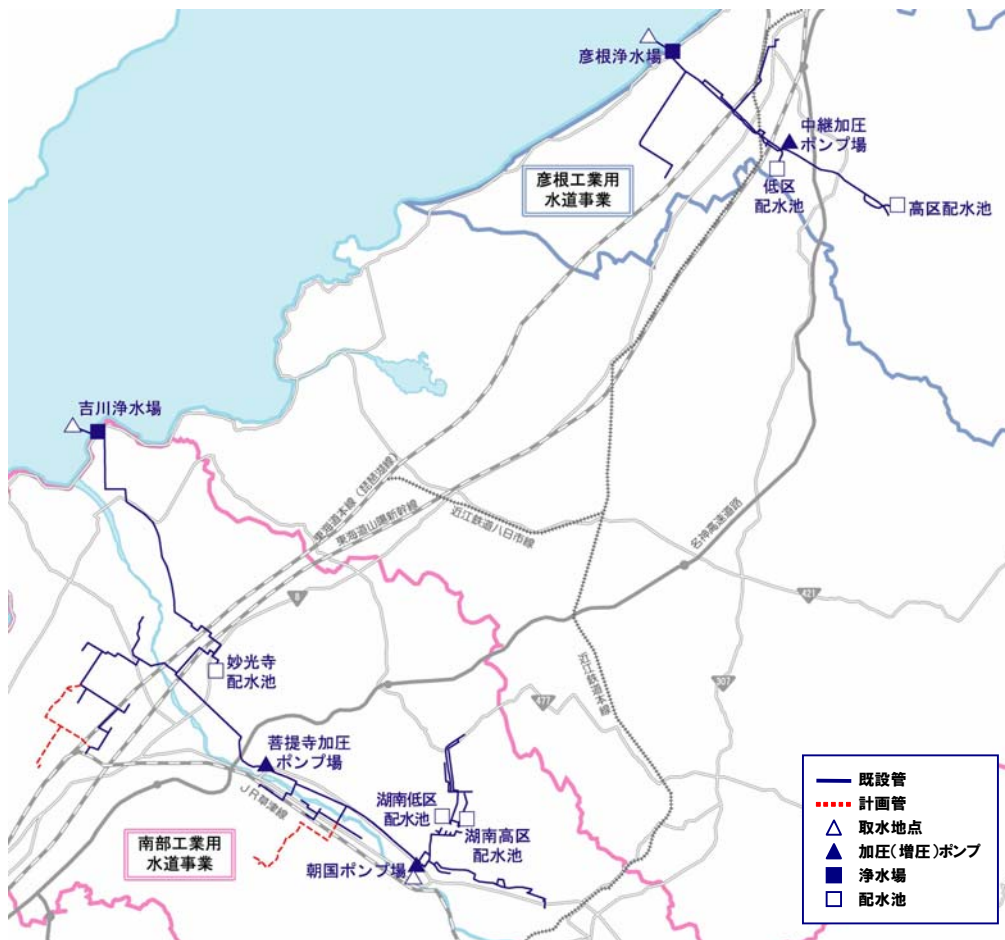 彦根浄水場
中継加圧
ポンプ場
彦根工業用
水道事業
低区
配水池
高区配水池
吉川浄水場
東海道本線（琵琶湖線）
東海道山陽新幹線
近江鉄道八日市線
名神高速道路
421
8
妙光寺
配水池
近江鉄道本線
307
477
菩提寺加圧
ポンプ場
JR草津線
湖南低区
配水池
湖南高区
配水池
南部工業用
水道事業
朝国ポンプ場
既設管
計画管
取水地点
加圧(増圧)ポンプ
浄水場
配水池